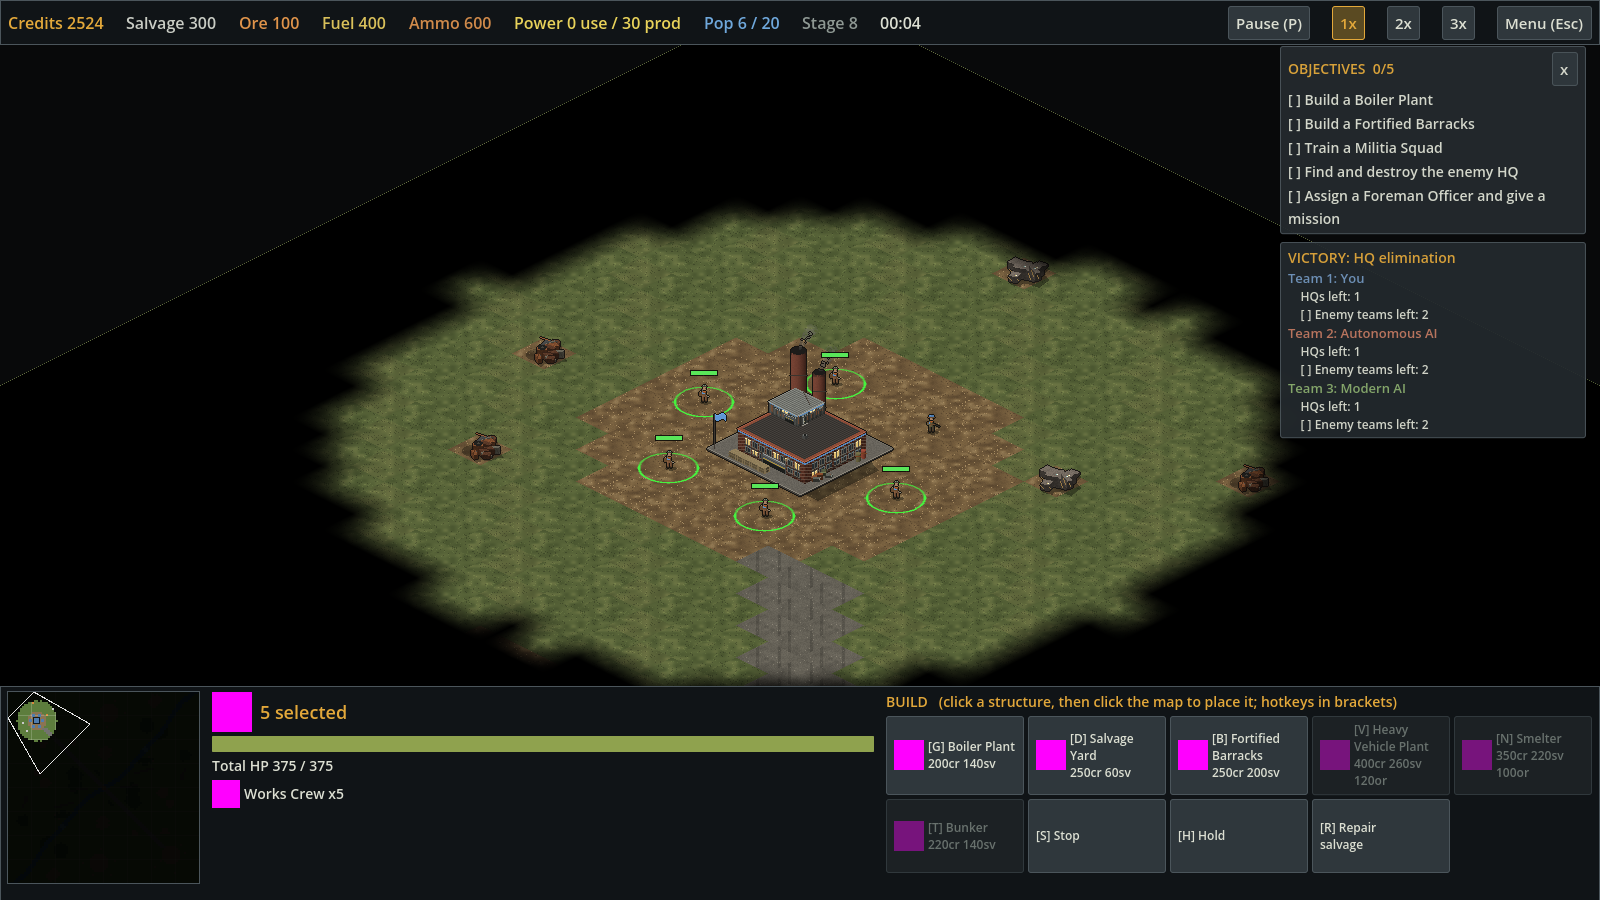 Credits 2524 Salvage 300 Ore 100 Fuel 400 Ammo 600 Power 0 use / 30 prod Pop 6 / 20 Stage 8 00:04 Pause (P) 1x 2x 3x Menu (Esc)
OBJECTIVES 0/5 x
[ ] Build a Boiler Plant
[ ] Build a Fortified Barracks
[ ] Train a Militia Squad
[ ] Find and destroy the enemy HQ
[ ] Assign a Foreman Officer and give a
mission
VICTORY: HQ elimination
Team 1: You
HQs left: 1
[ ] Enemy teams left: 2
Team 2: Autonomous AI
HQs left: 1
[ ] Enemy teams left: 2
Team 3: Modern AI
HQs left: 1
[ ] Enemy teams left: 2
5 selected
Total HP 375 / 375
Works Crew x5
BUILD (click a structure, then click the map to place it; hotkeys in brackets)
[G] Boiler Plant
200cr 140sv
[D] Salvage
Yard
250cr 60sv
[B] Fortified
Barracks
250cr 200sv
[V] Heavy
Vehicle Plant
400cr 260sv
120or
[N] Smelter
350cr 220sv
100or
[T] Bunker
220cr 140sv
[S] Stop
[H] Hold
[R] Repair
salvage